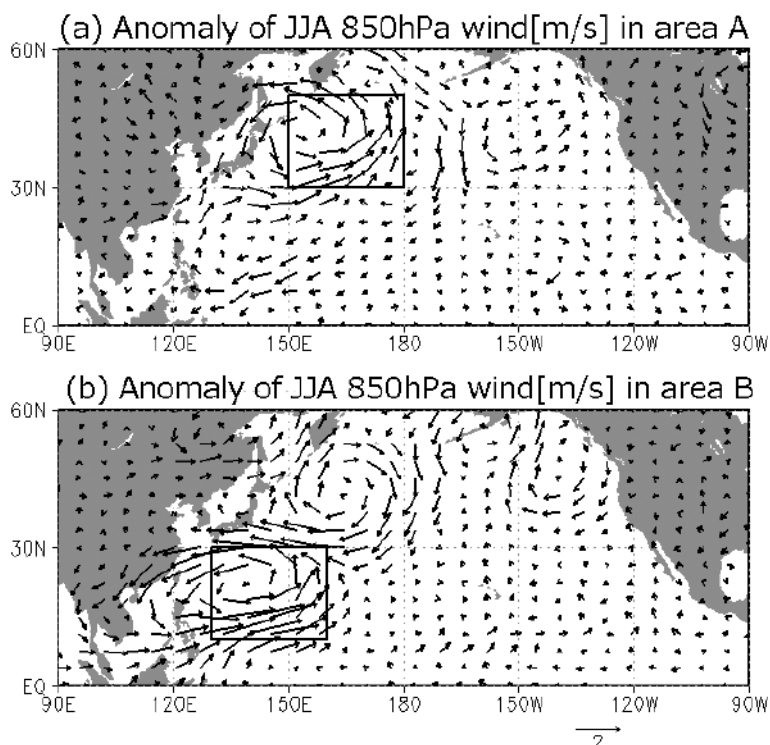 (a) Anomaly of JJA 850hPa wind[m/s] in area A
60N
30N
EQ
90E 120E 150E 180 150W 120W 90W
(b) Anomaly of JJA 850hPa wind[m/s] in area B
60N
30N
EQ
90E 120E 150E 180 150W 120W 90W
2